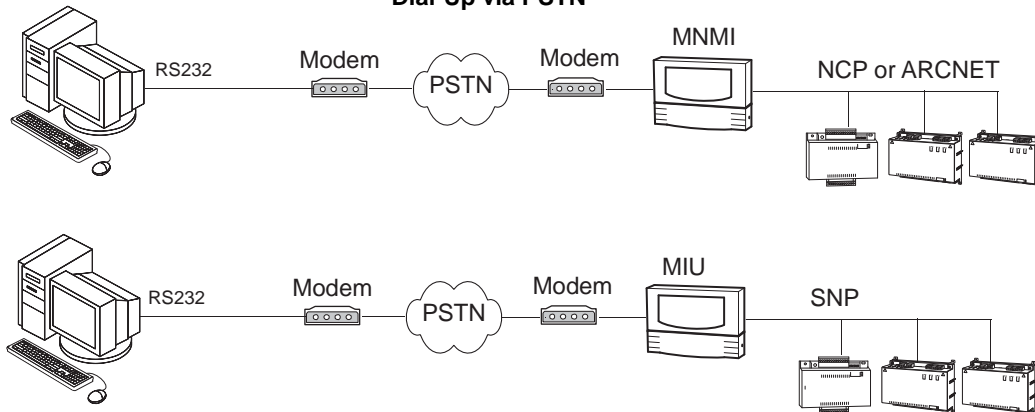 Dial-Up via PSTN
RS232
Modem
PSTN
Modem
MNMI
NCP or ARCNET
RS232
Modem
PSTN
Modem
MIU
SNP